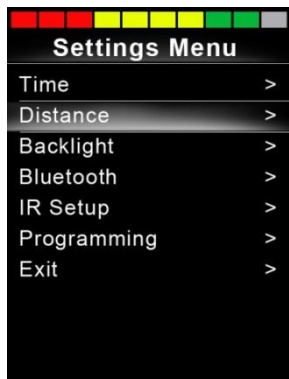 Settings Menu
Time >
Distance >
Backlight >
Bluetooth >
IR Setup >
Programming >
Exit >